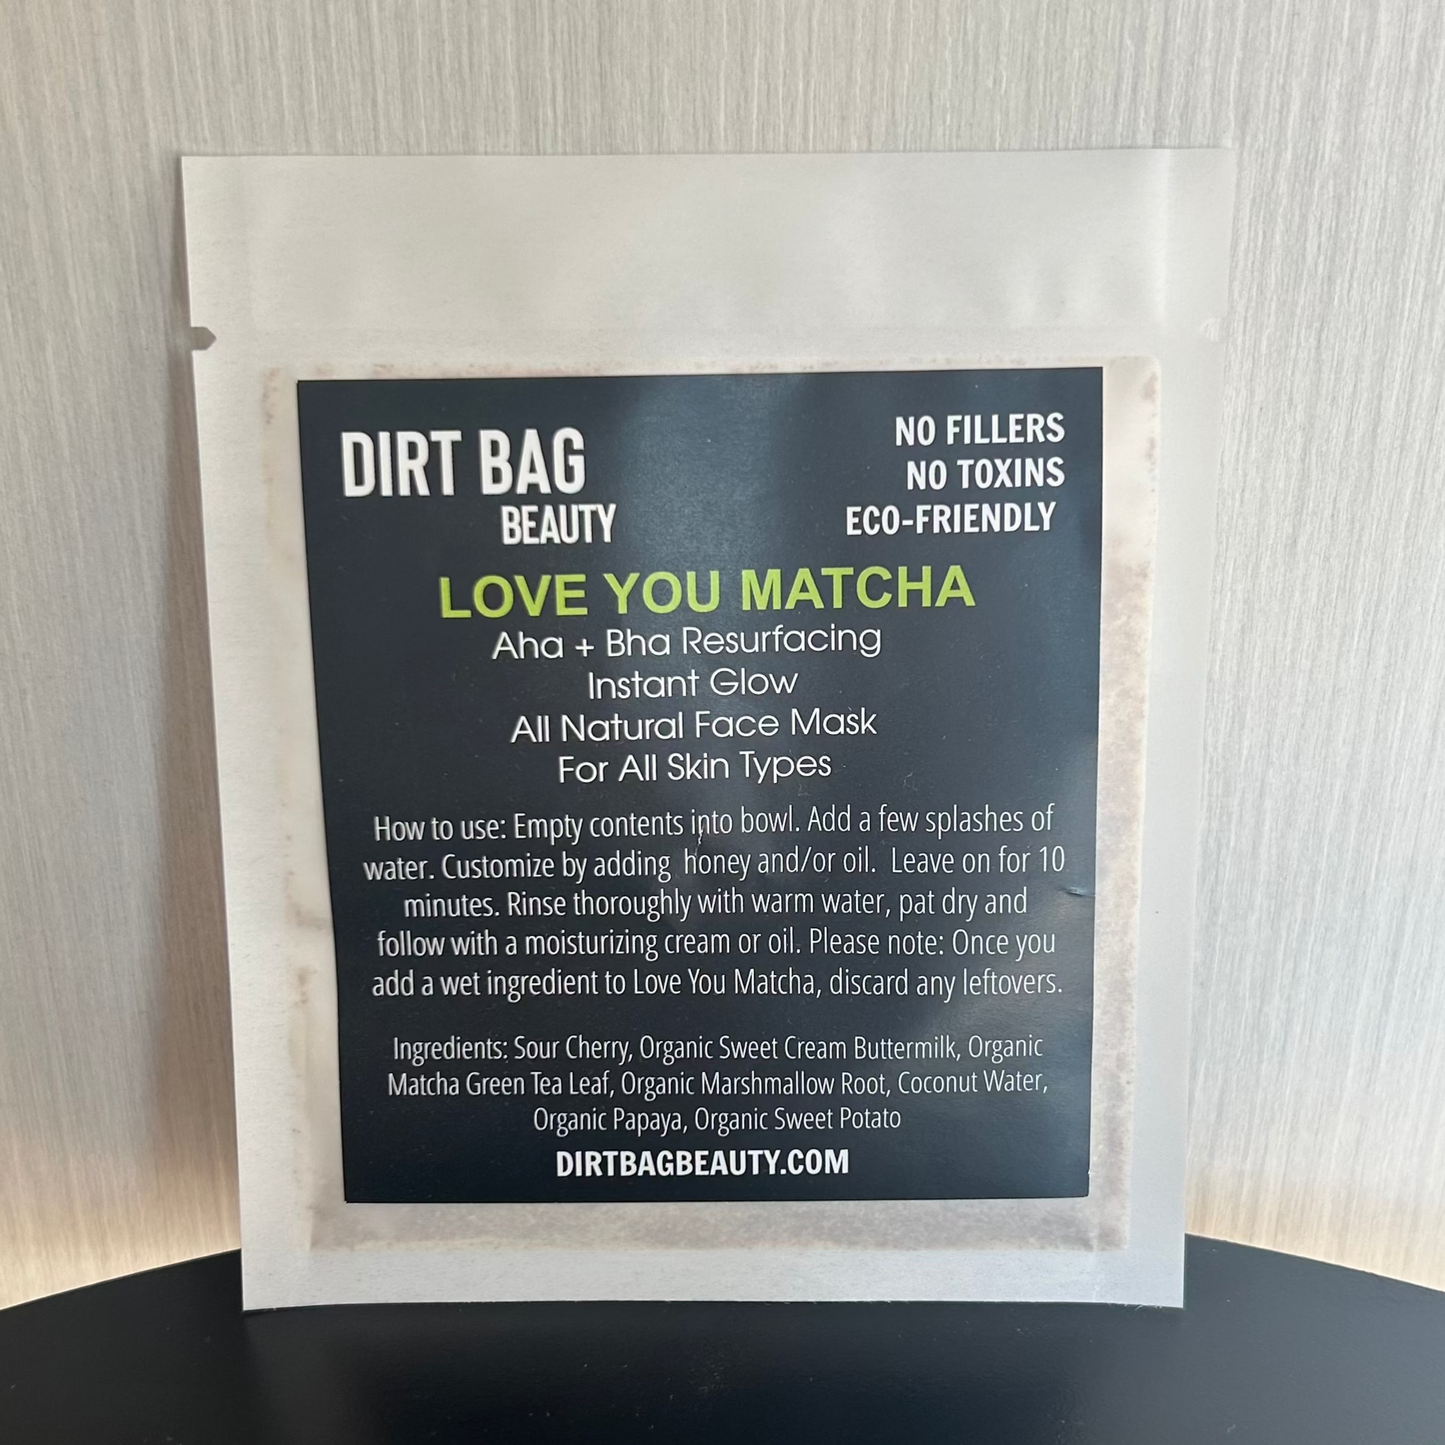 DIRT BAG
BEAUTY
NO FILLERS
NO TOXINS
ECO-FRIENDLY
LOVE YOU MATCHA
Aha + Bha Resurfacing
Instant Glow
All Natural Face Mask
For All Skin Types
How to use: Empty contents into bowl. Add a few splashes of
water. Customize by adding honey and/or oil. Leave on for 10
minutes. Rinse thoroughly with warm water, pat dry and
follow with a moisturizing cream or oil. Please note: Once you
add a wet ingredient to Love You Matcha, discard any leftovers.
Ingredients: Sour Cherry, Organic Sweet Cream Buttermilk, Organic
Matcha Green Tea Leaf, Organic Marshmallow Root, Coconut Water,
Organic Papaya, Organic Sweet Potato
DIRTBAGBEAUTY.COM